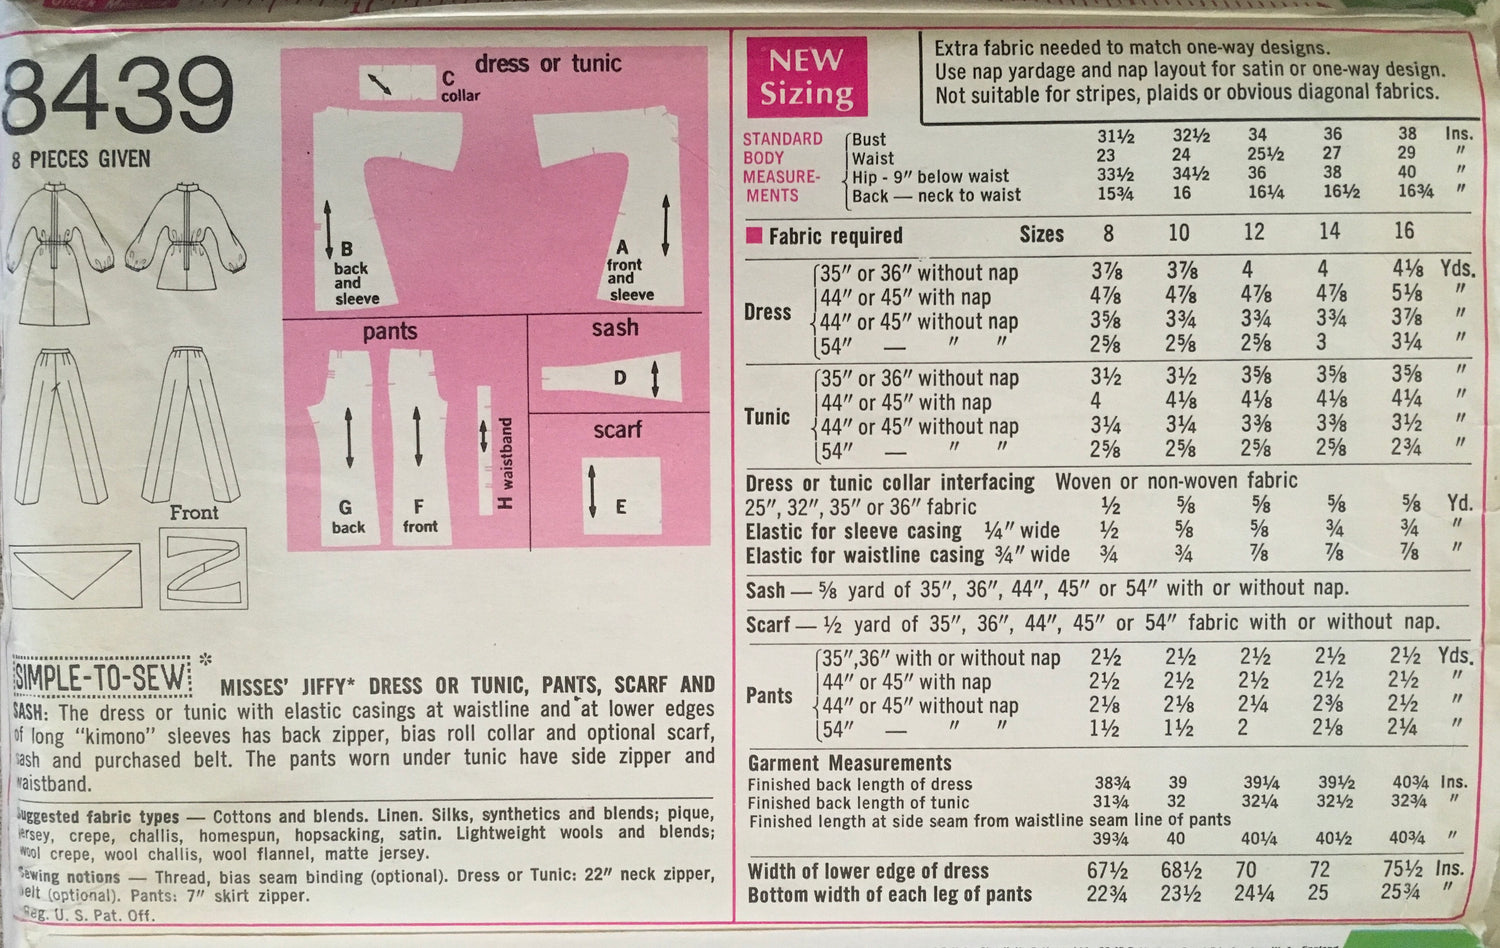 8439
8 PIECES GIVEN
Front
dress or tunic
C
collar
B
back
and
sleeve
A
front
and
sleeve
pants
G
back
F
front
H waistband
sash
D
scarf
E
SIMPLE-TO-SEW *
MISSES' JIFFY* DRESS OR TUNIC, PANTS, SCARF AND
SASH: The dress or tunic with elastic casings at waistline and at lower edges
of long "kimono" sleeves has back zipper, bias roll collar and optional scarf,
sash and purchased belt. The pants worn under tunic have side zipper and
waistband.
Suggested fabric types — Cottons and blends. Linen. Silks, synthetics and blends; pique,
jersey, crepe, challis, homespun, hopsacking, satin. Lightweight wools and blends;
wool crepe, wool challis, wool flannel, matte jersey.
Sewing notions — Thread, bias seam binding (optional). Dress or Tunic: 22" neck zipper,
belt (optional). Pants: 7" skirt zipper.
Reg. U. S. Pat. Off.
NEW
Sizing
Extra fabric needed to match one-way designs.
Use nap yardage and nap layout for satin or one-way design.
Not suitable for stripes, plaids or obvious diagonal fabrics.
STANDARD Bust 31½ 32½ 34 36 38 Ins.
BODY Waist 23 24 25½ 27 29 "
MEASURE- Hip - 9" below waist 33½ 34½ 36 38 40 "
MENTS Back — neck to waist 15¾ 16 16¼ 16½ 16¾ "
Fabric required Sizes 8 10 12 14 16
Dress
35" or 36" without nap 3⅞ 3⅞ 4 4 4⅛ Yds.
44" or 45" with nap 4⅞ 4⅞ 4⅞ 4⅞ 5⅛ "
44" or 45" without nap 3⅝ 3¾ 3¾ 3¾ 3⅞ "
54" — " " 2⅝ 2⅝ 2⅝ 3 3¼ "
Tunic
35" or 36" without nap 3½ 3½ 3⅝ 3⅝ 3⅝ "
44" or 45" with nap 4 4⅛ 4⅛ 4⅛ 4¼ "
44" or 45" without nap 3¼ 3¼ 3⅜ 3⅜ 3½ "
54" — " " 2⅝ 2⅝ 2⅝ 2⅝ 2¾ "
Dress or tunic collar interfacing Woven or non-woven fabric
25", 32", 35" or 36" fabric ½ ⅝ ⅝ ⅝ ⅝ Yd.
Elastic for sleeve casing ¼" wide ½ ⅝ ⅝ ¾ ¾ "
Elastic for waistline casing ¾" wide ¾ ¾ ⅞ ⅞ ⅞ "
Sash — ⅝ yard of 35", 36", 44", 45" or 54" with or without nap.
Scarf — ½ yard of 35", 36", 44", 45" or 54" fabric with or without nap.
Pants
35",36" with or without nap 2½ 2½ 2½ 2½ 2½ Yds.
44" or 45" with nap 2½ 2½ 2½ 2½ 2½ "
44" or 45" without nap 2⅛ 2⅛ 2¼ 2⅜ 2½ "
54" — " " 1½ 1½ 2 2⅛ 2¼ "
Garment Measurements
Finished back length of dress 38¾ 39 39¼ 39½ 40¾ Ins.
Finished back length of tunic 31¾ 32 32¼ 32½ 32¾ "
Finished length at side seam from waistline seam line of pants
39¾ 40 40¼ 40½ 40¾ "
Width of lower edge of dress 67½ 68½ 70 72 75½ Ins.
Bottom width of each leg of pants 22¾ 23½ 24¼ 25 25¾ "